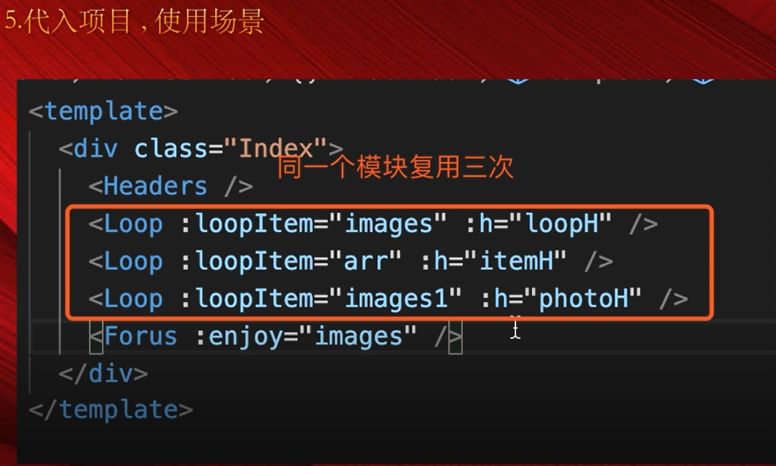 5.代入项目 , 使用场景
<template>
<div class="Index">
同一个模块复用三次
<Headers />
<Loop :loopItem="images" :h="loopH" />
<Loop :loopItem="arr" :h="itemH" />
<Loop :loopItem="images1" :h="photoH" />
<Forus :enjoy="images" />
</div>
</template>